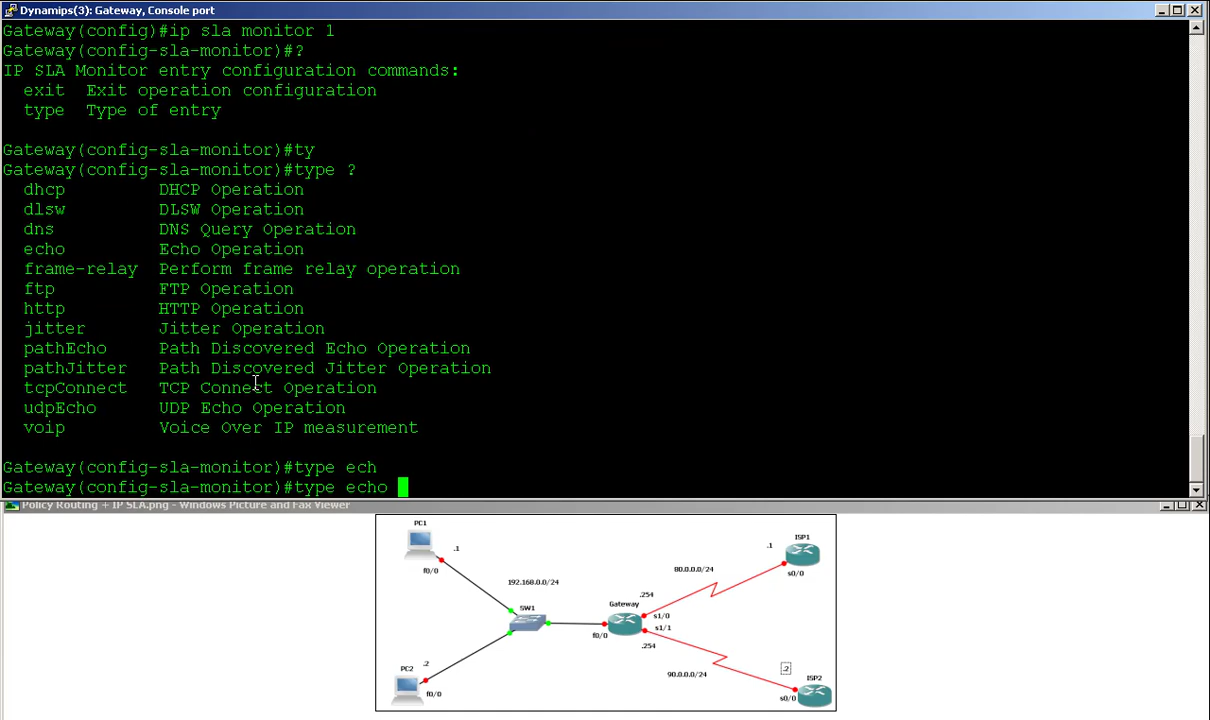 Dynamips(3): Gateway, Console port
Gateway(config)#ip sla monitor 1
Gateway(config-sla-monitor)#?
IP SLA Monitor entry configuration commands:
  exit  Exit operation configuration
  type  Type of entry
Gateway(config-sla-monitor)#ty
Gateway(config-sla-monitor)#type ?
  dhcp         DHCP Operation
  dlsw         DLSW Operation
  dns          DNS Query Operation
  echo         Echo Operation
  frame-relay  Perform frame relay operation
  ftp          FTP Operation
  http         HTTP Operation
  jitter       Jitter Operation
  pathEcho     Path Discovered Echo Operation
  pathJitter   Path Discovered Jitter Operation
  tcpConnect   TCP Connect Operation
  udpEcho      UDP Echo Operation
  voip         Voice Over IP measurement
Gateway(config-sla-monitor)#type ech
Gateway(config-sla-monitor)#type echo
Policy Routing + IP SLA.png - Windows Picture and Fax Viewer
PC1
.1
f0/0
192.168.0.0/24
SW1
PC2
.2
f0/0
Gateway
f0/0
.254
s1/0
s1/1
.254
80.0.0.0/24
.1
ISP1
s0/0
90.0.0.0/24
.2
ISP2
s0/0